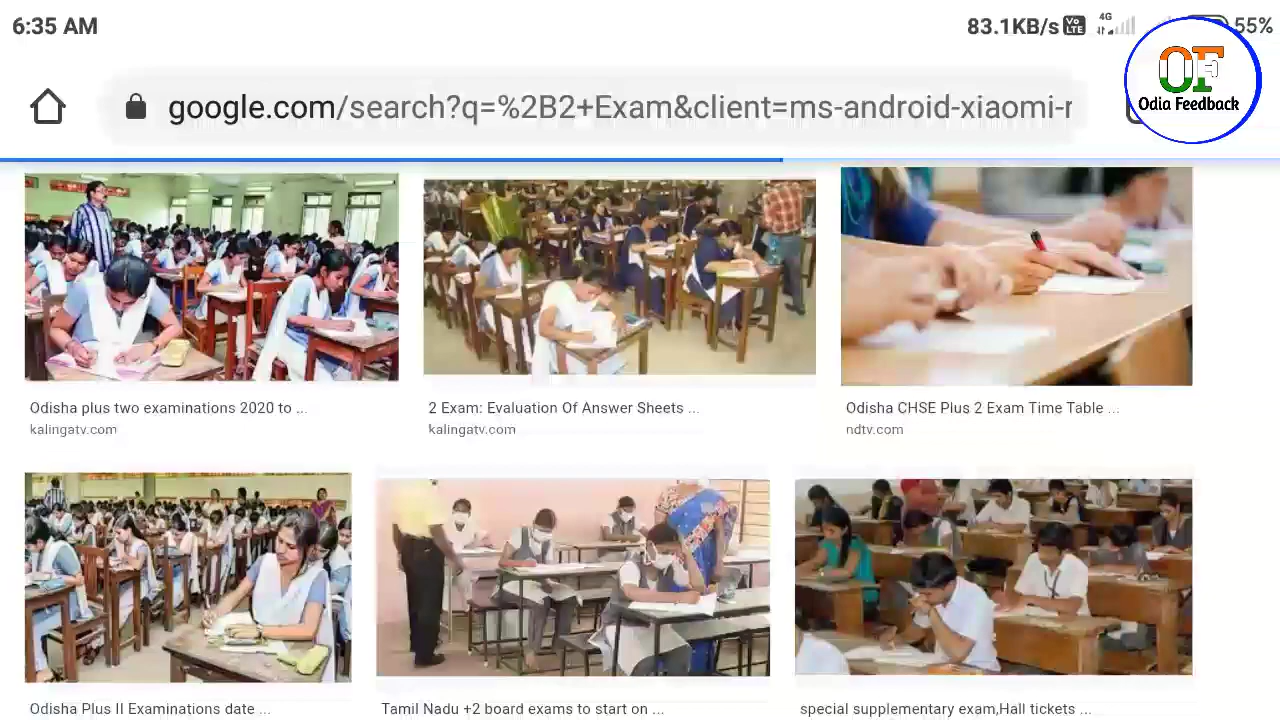 6:35 AM
83.1KB/s Vo LTE 4G 55%
OF
Odia Feedback
google.com/search?q=%2B2+Exam&client=ms-android-xiaomi-r
Odisha plus two examinations 2020 to ...
kalingatv.com
2 Exam: Evaluation Of Answer Sheets ...
kalingatv.com
Odisha CHSE Plus 2 Exam Time Table ...
ndtv.com
Odisha Plus II Examinations date ...
Tamil Nadu +2 board exams to start on ...
special supplementary exam,Hall tickets ...